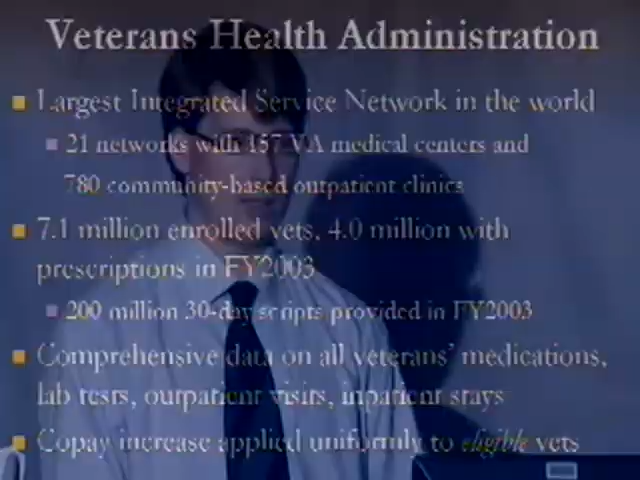 Veterans Health Administration
Largest Integrated Service Network in the world
21 networks with 157 VA medical centers and
780 community-based outpatient clinics
7.1 million enrolled vets, 4.0 million with
prescriptions in FY2003
200 million 30-day scripts provided in FY2003
Comprehensive data on all veterans' medications,
lab tests, outpatient visits, inpatient stays
Copay increase applied uniformly to eligible vets